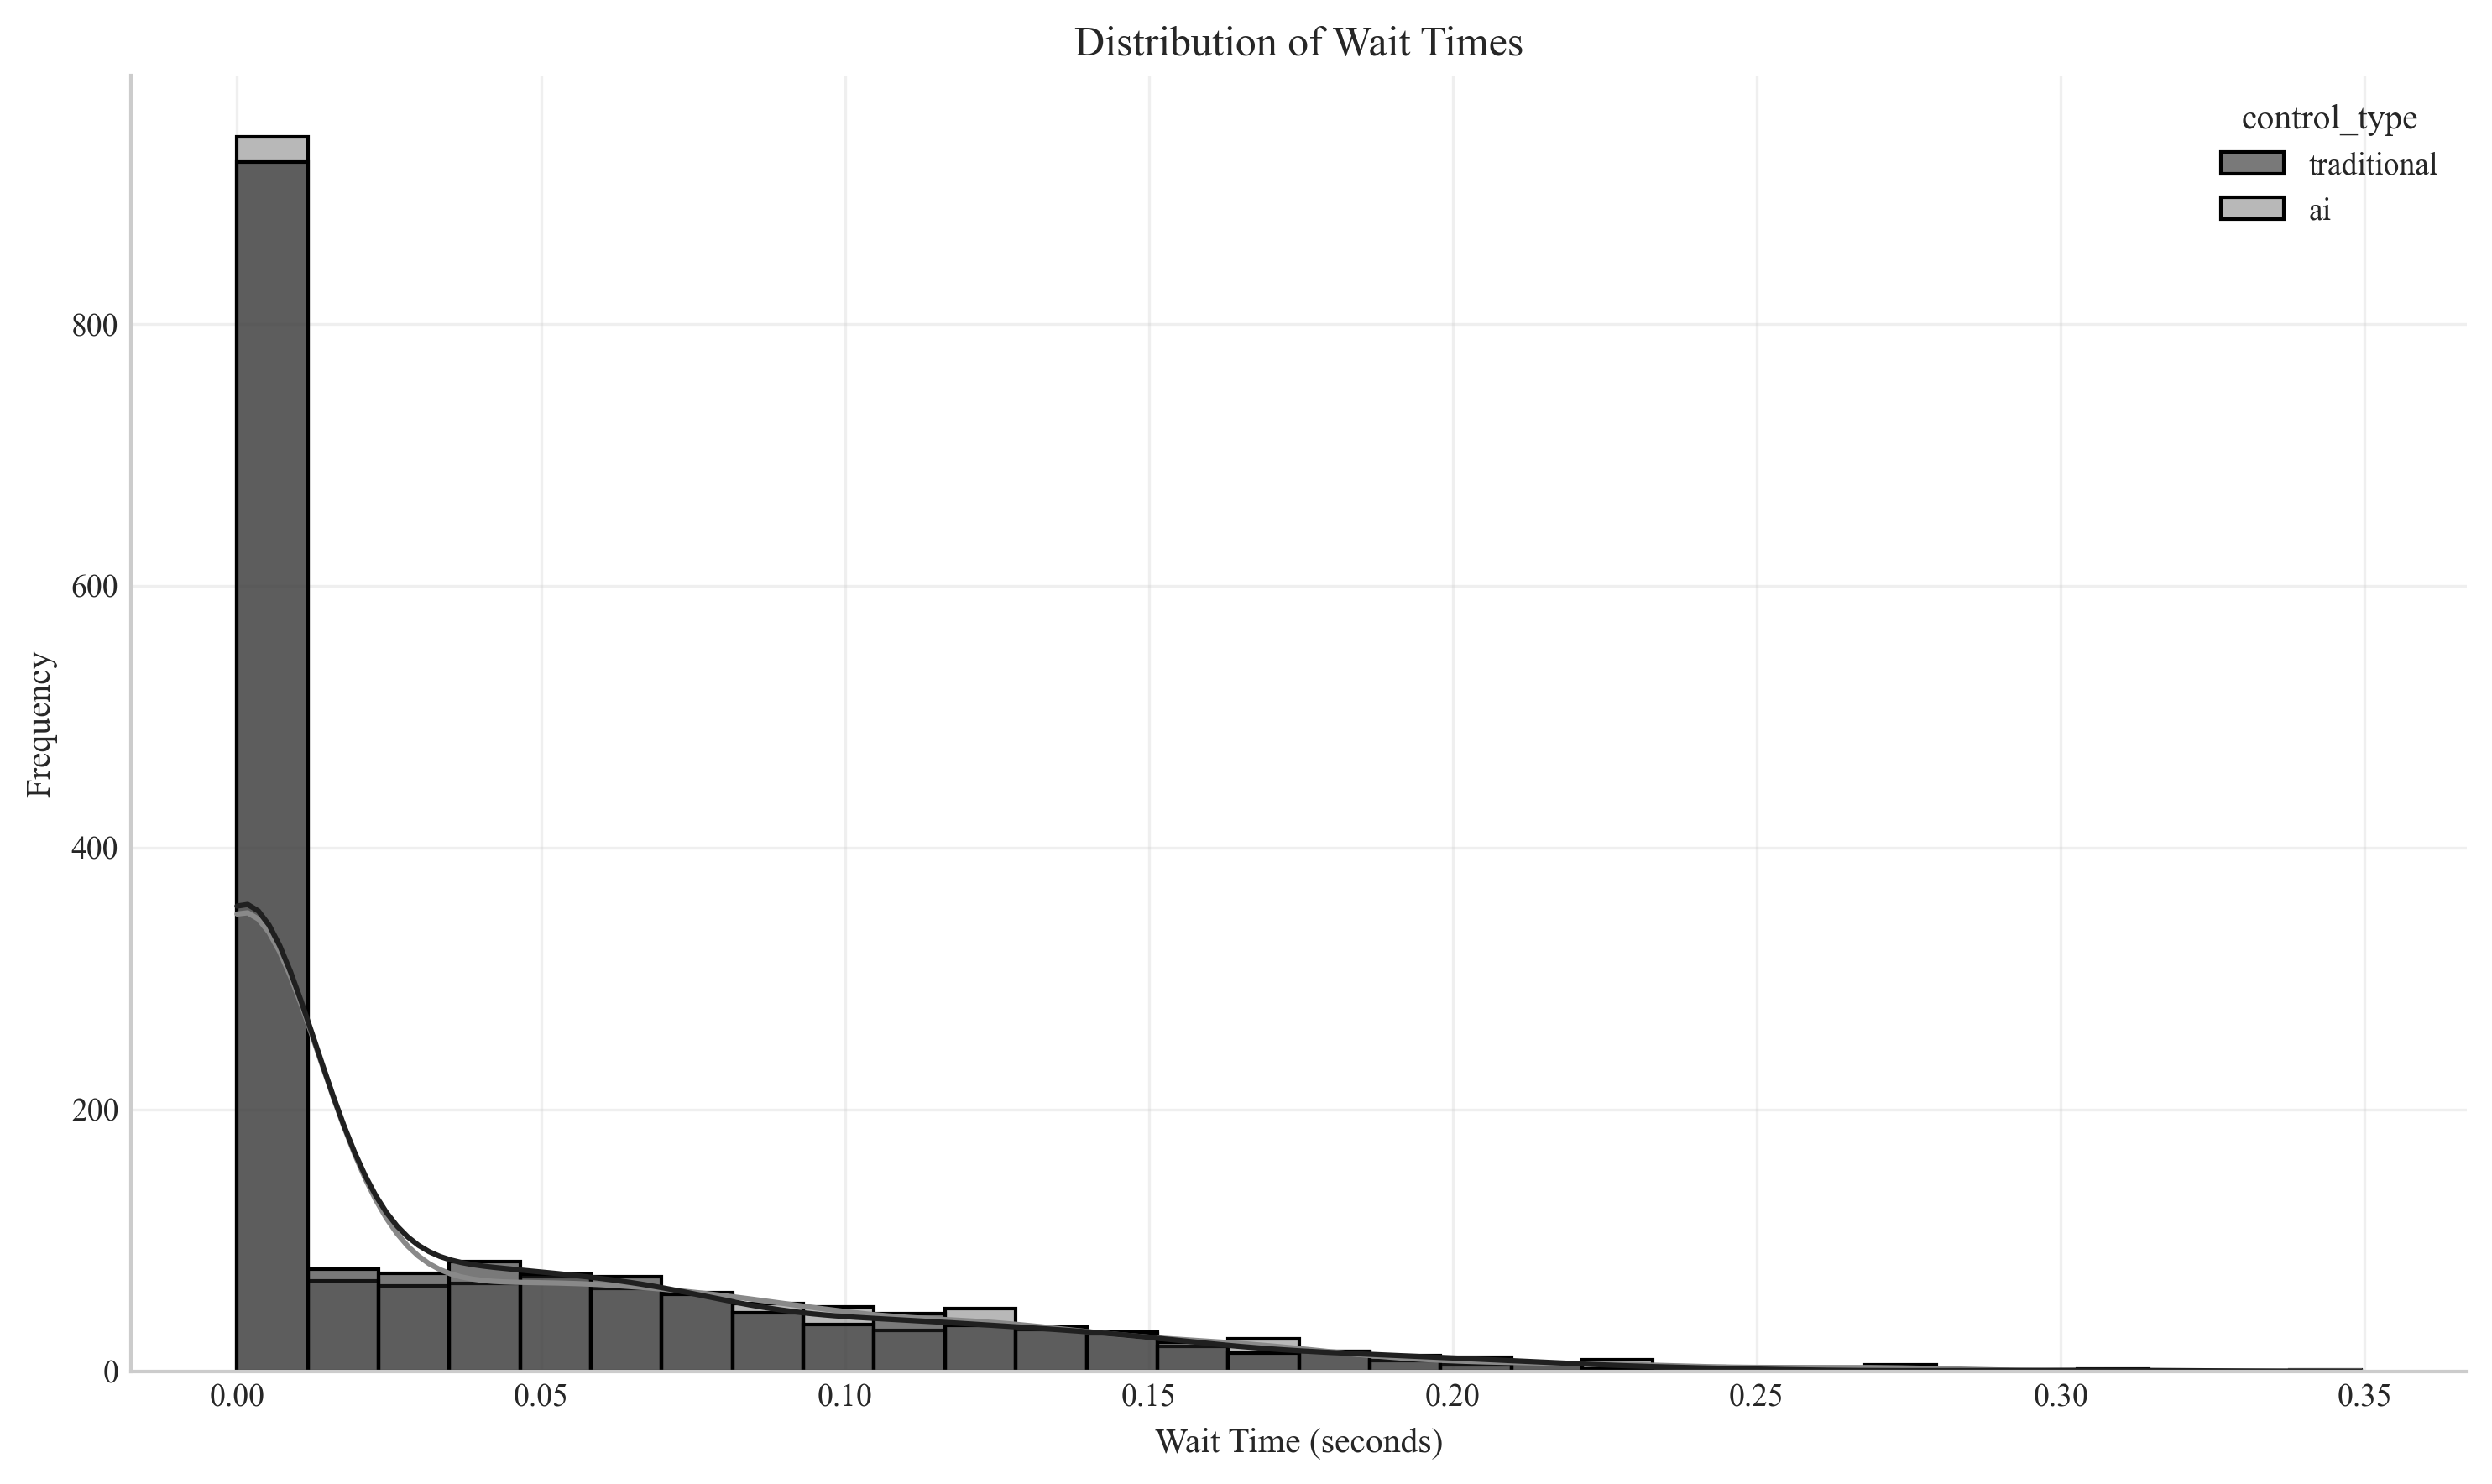 Distribution of Wait Times
control_type
traditional
ai
800
600
400
200
0
Frequency
0.00 0.05 0.10 0.15 0.20 0.25 0.30 0.35
Wait Time (seconds)